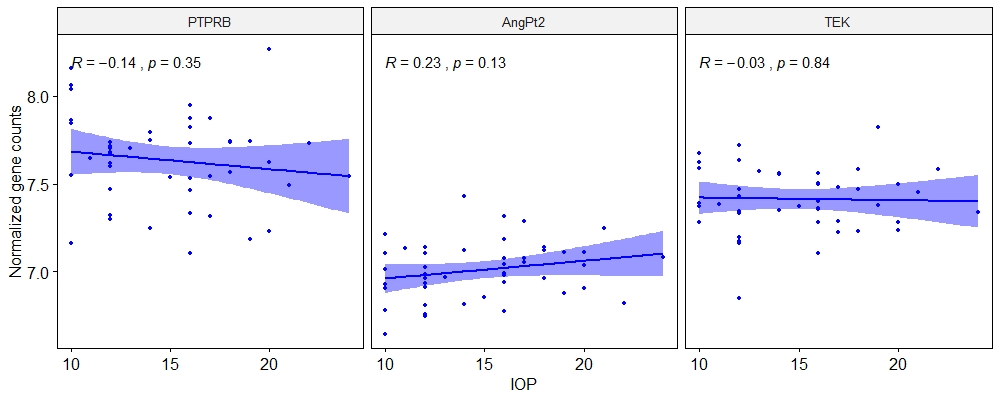 PTPRB AngPt2 TEK
R = −0.14 , p = 0.35 R = 0.23 , p = 0.13 R = −0.03 , p = 0.84
Normalized gene counts
8.0
7.5
7.0
10 15 20 10 15 20 10 15 20
IOP